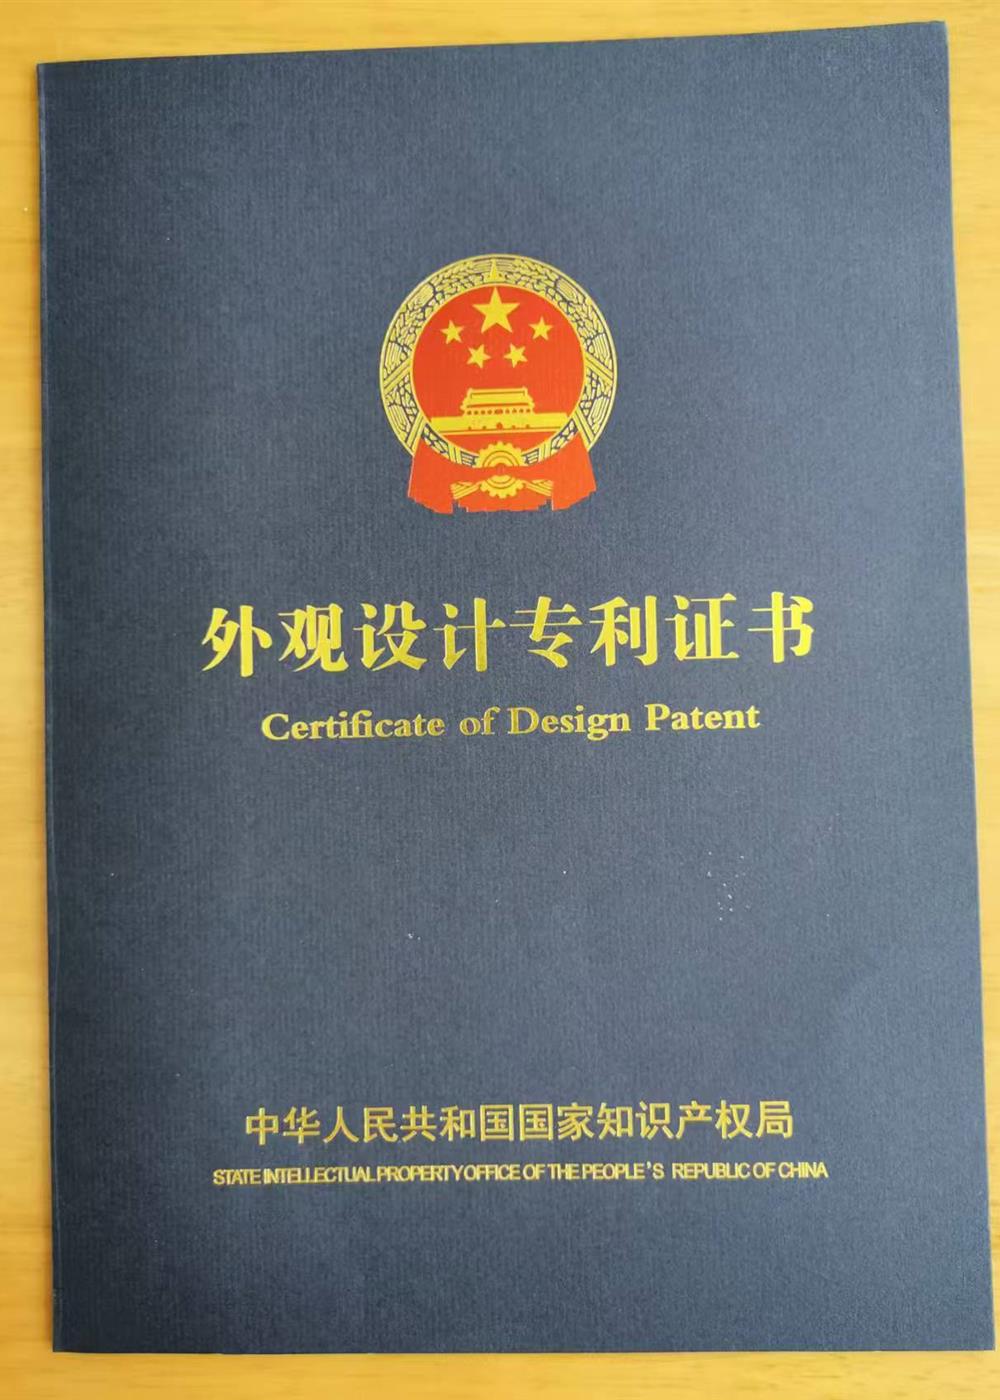 外观设计专利证书
Certificate of Design Patent
中华人民共和国国家知识产权局
STATE INTELLECTUAL PROPERTY OFFICE OF THE PEOPLE'S REPUBLIC OF CHINA